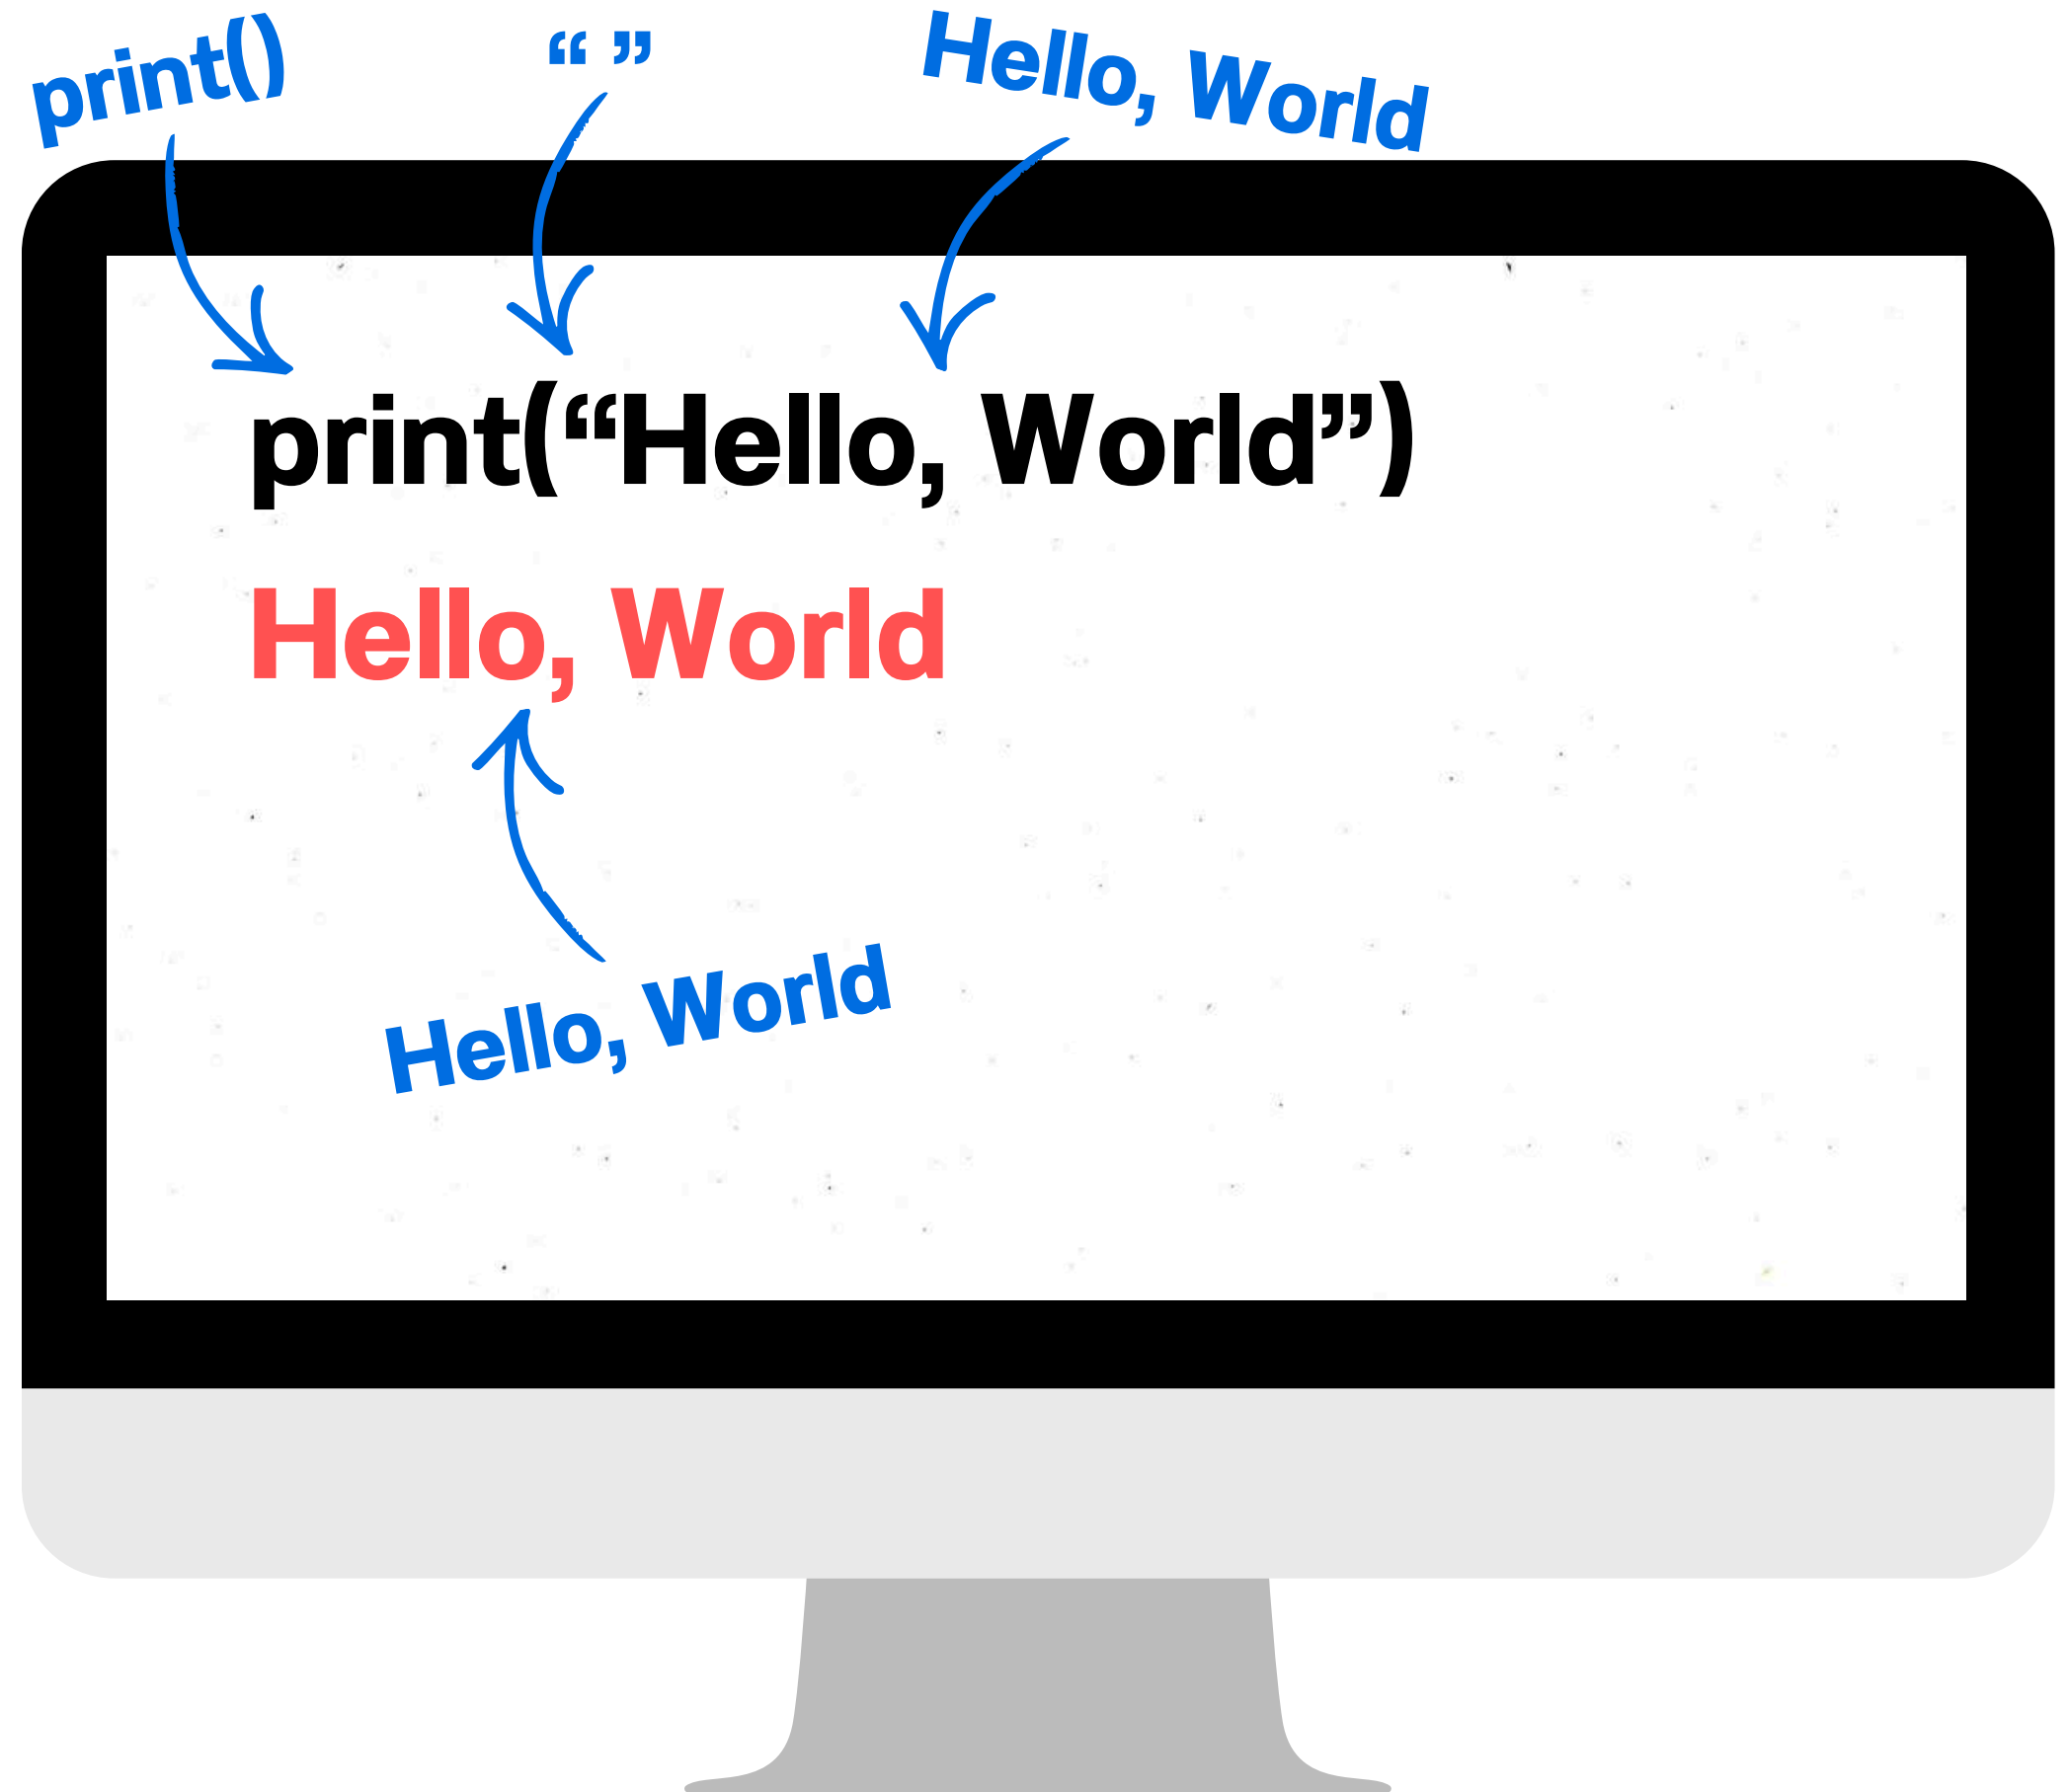 print()
“ ”
Hello, World
print(“Hello, World”)
Hello, World
Hello, World